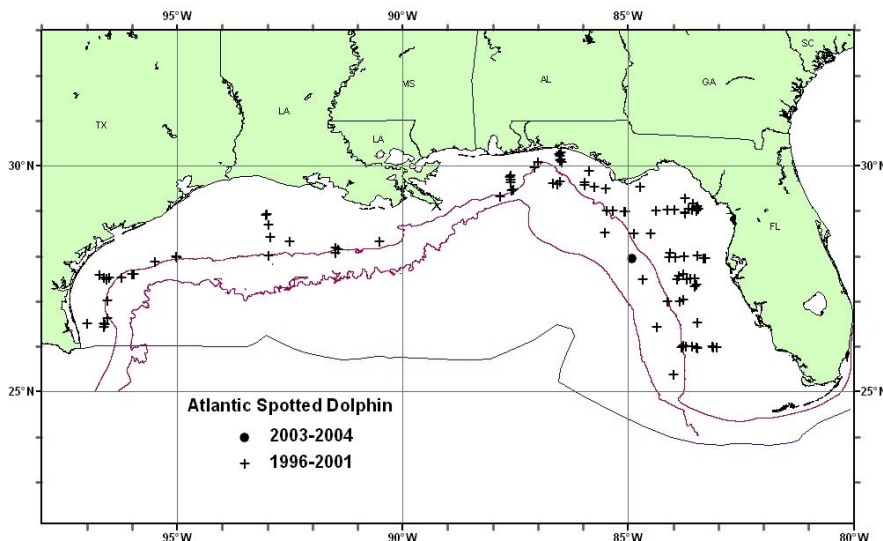 95°W 90°W 85°W
SC
TX LA MS AL GA
LA
30°N 30°N
FL
25°N 25°N
Atlantic Spotted Dolphin
2003-2004
1996-2001
95°W 90°W 85°W 80°W